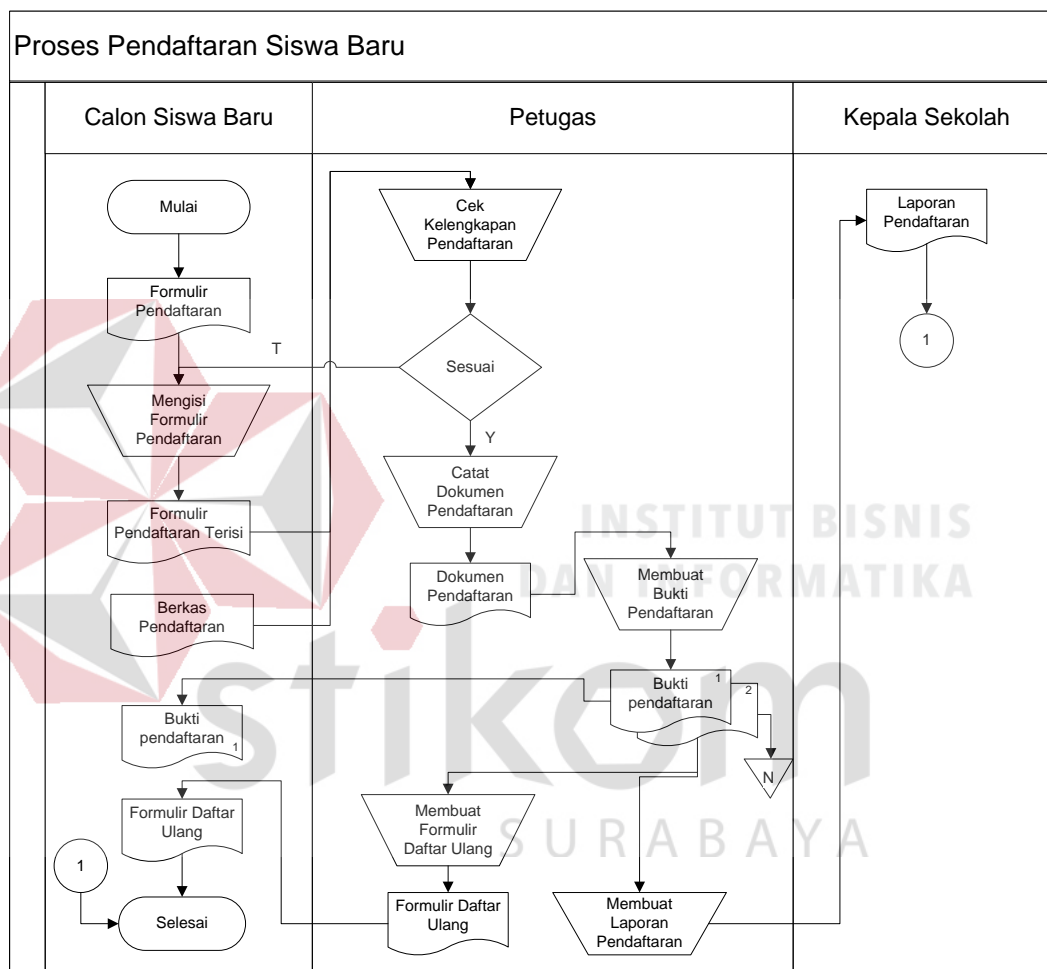 Proses Pendaftaran Siswa Baru
Calon Siswa Baru
Petugas
Kepala Sekolah
Mulai
Formulir
Pendaftaran
Mengisi
Formulir
Pendaftaran
Formulir
Pendaftaran Terisi
Berkas
Pendaftaran
Bukti
pendaftaran
1
Formulir Daftar
Ulang
1
Selesai
Cek
Kelengkapan
Pendaftaran
Sesuai
T
Y
Catat
Dokumen
Pendaftaran
Dokumen
Pendaftaran
Membuat
Bukti
Pendaftaran
Bukti
pendaftaran
1
2
N
Membuat
Formulir
Daftar Ulang
Formulir Daftar
Ulang
Membuat
Laporan
Pendaftaran
Laporan
Pendaftaran
1
INSTITUT BISNIS
DAN INFORMATIKA
stikom
SURABAYA